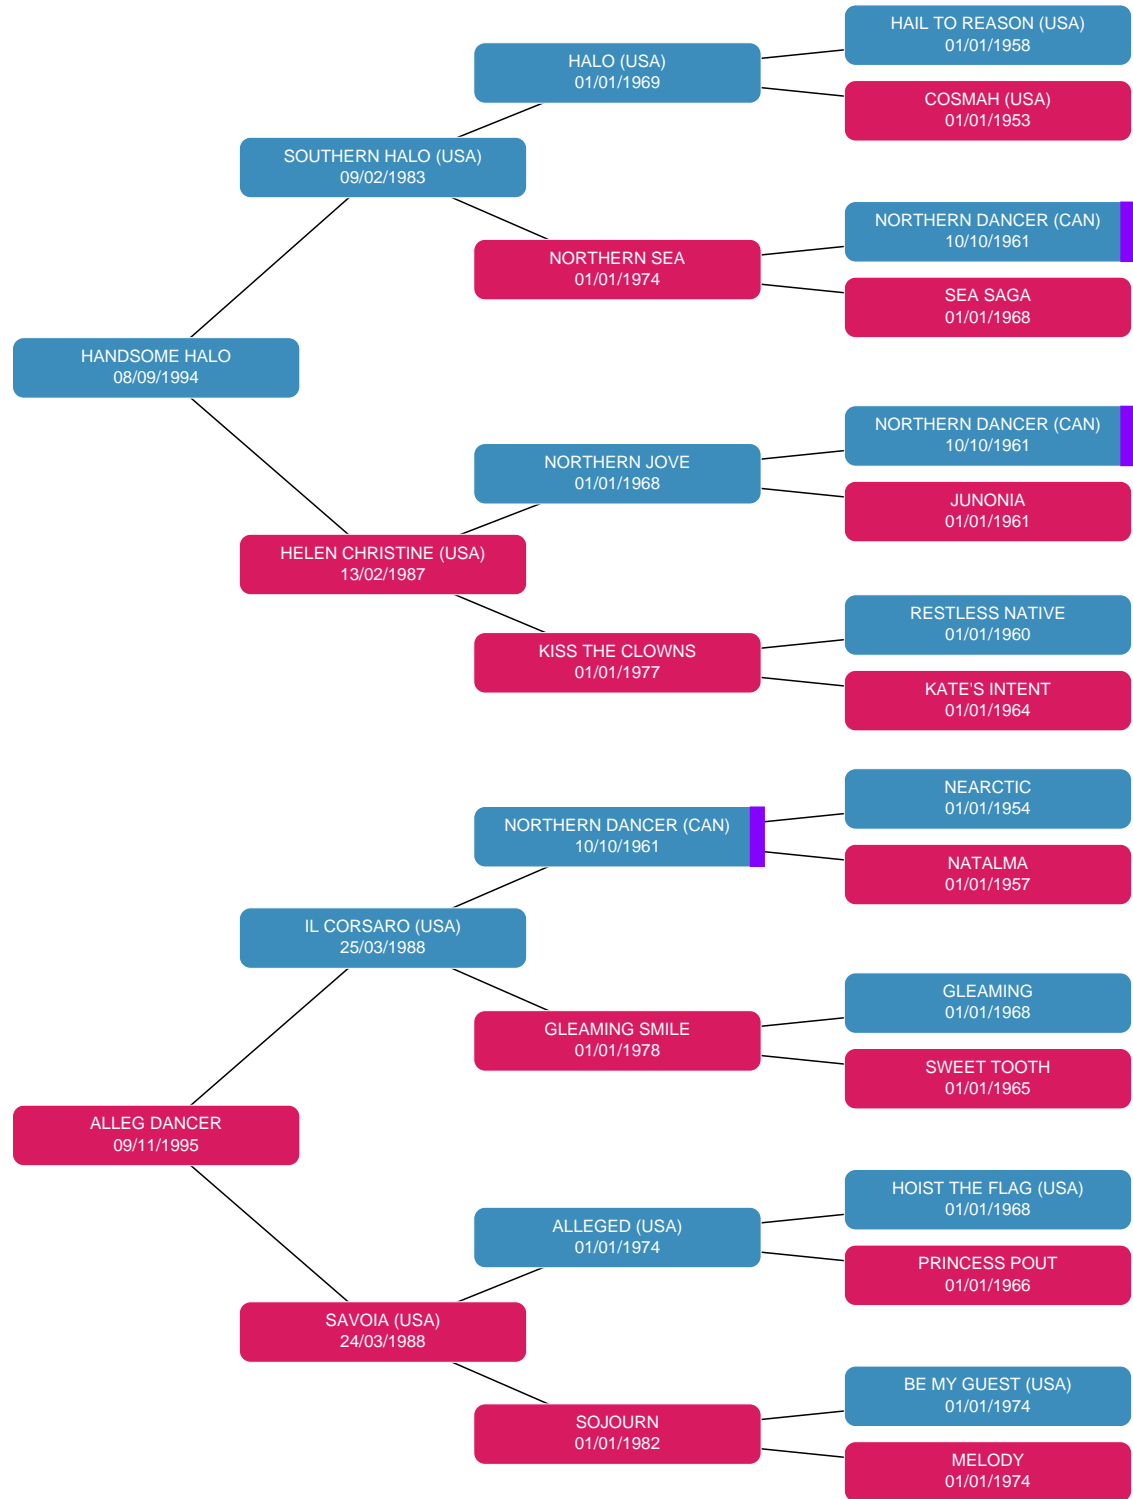 HAIL TO REASON (USA)
01/01/1958
HALO (USA)
01/01/1969
COSMAH (USA)
01/01/1953
SOUTHERN HALO (USA)
09/02/1983
NORTHERN DANCER (CAN)
10/10/1961
NORTHERN SEA
01/01/1974
SEA SAGA
01/01/1968
HANDSOME HALO
08/09/1994
NORTHERN DANCER (CAN)
10/10/1961
NORTHERN JOVE
01/01/1968
JUNONIA
01/01/1961
HELEN CHRISTINE (USA)
13/02/1987
RESTLESS NATIVE
01/01/1960
KISS THE CLOWNS
01/01/1977
KATE'S INTENT
01/01/1964
NEARCTIC
01/01/1954
NORTHERN DANCER (CAN)
10/10/1961
NATALMA
01/01/1957
IL CORSARO (USA)
25/03/1988
GLEAMING
01/01/1968
GLEAMING SMILE
01/01/1978
SWEET TOOTH
01/01/1965
ALLEG DANCER
09/11/1995
HOIST THE FLAG (USA)
01/01/1968
ALLEGED (USA)
01/01/1974
PRINCESS POUT
01/01/1966
SAVOIA (USA)
24/03/1988
BE MY GUEST (USA)
01/01/1974
SOJOURN
01/01/1982
MELODY
01/01/1974